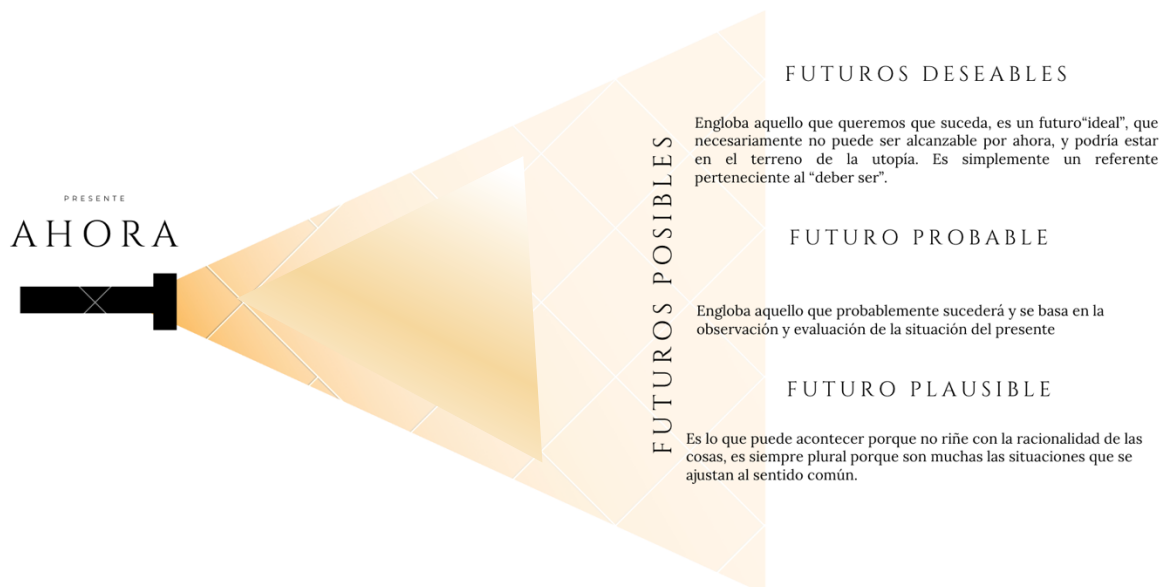 PRESENTE
AHORA
FUTUROS POSIBLES
FUTUROS DESEABLES
Engloba aquello que queremos que suceda, es un futuro“ideal”, que
necesariamente no puede ser alcanzable por ahora, y podría estar
en el terreno de la utopía. Es simplemente un referente
perteneciente al “deber ser”.
FUTURO PROBABLE
Engloba aquello que probablemente sucederá y se basa en la
observación y evaluación de la situación del presente
FUTURO PLAUSIBLE
Es lo que puede acontecer porque no riñe con la racionalidad de las
cosas, es siempre plural porque son muchas las situaciones que se
ajustan al sentido común.